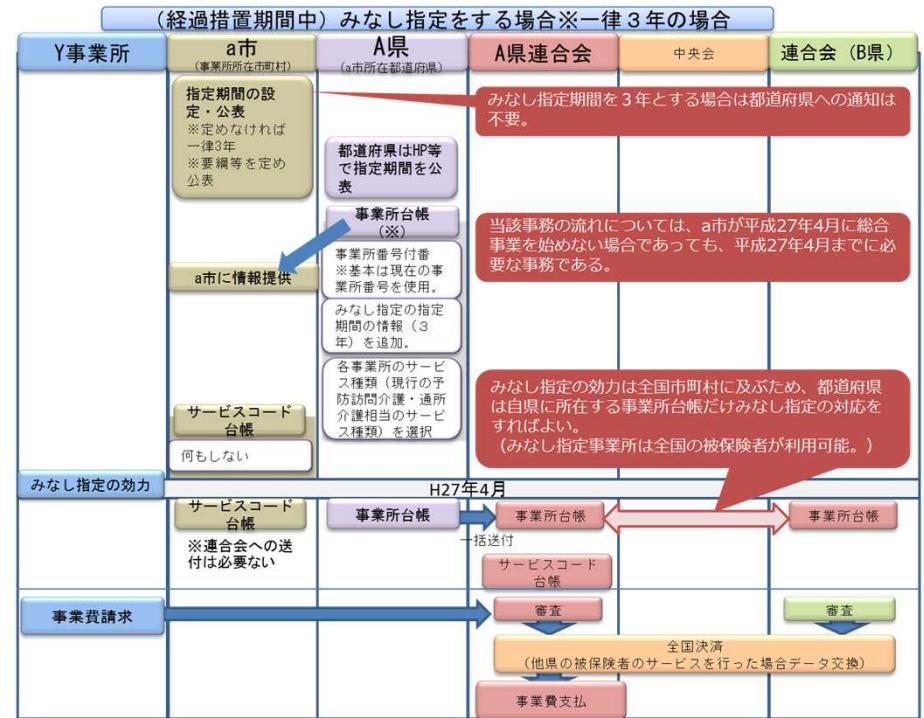 （経過措置期間中）みなし指定をする場合※一律３年の場合
Y事業所
a市
（事業所所在市町村）
A県
（a市所在都道府県）
A県連合会
中央会
連合会（B県）
指定期間の設
定・公表
※定めなければ
一律3年
※要綱等を定め
公表
みなし指定期間を３年とする場合は都道府県への通知は
不要。
都道府県はHP等
で指定期間を公
表
事業所台帳
（※）
a市に情報提供
事業所番号付番
※基本は現在の事
業所番号を使用。
みなし指定の指定
期間の情報（３
年）を追加。
各事業所のサービ
ス種類（現行の予
防訪問介護・通所
介護相当のサービ
ス種類）を選択
当該事務の流れについては、a市が平成27年4月に総合
事業を始めない場合であっても、平成27年4月までに必
要な事務である。
みなし指定の効力は全国市町村に及ぶため、都道府県
は自県に所在する事業所台帳だけみなし指定の対応を
すればよい。
（みなし指定事業所は全国の被保険者が利用可能。）
サービスコード
台帳
何もしない
みなし指定の効力
H27年4月
サービスコード
台帳
※連合会への送
付は必要ない
事業所台帳
一括送付
事業所台帳
事業所台帳
サービスコード
台帳
事業費請求
審査
審査
全国決済
（他県の被保険者のサービスを行った場合データ交換）
事業費支払